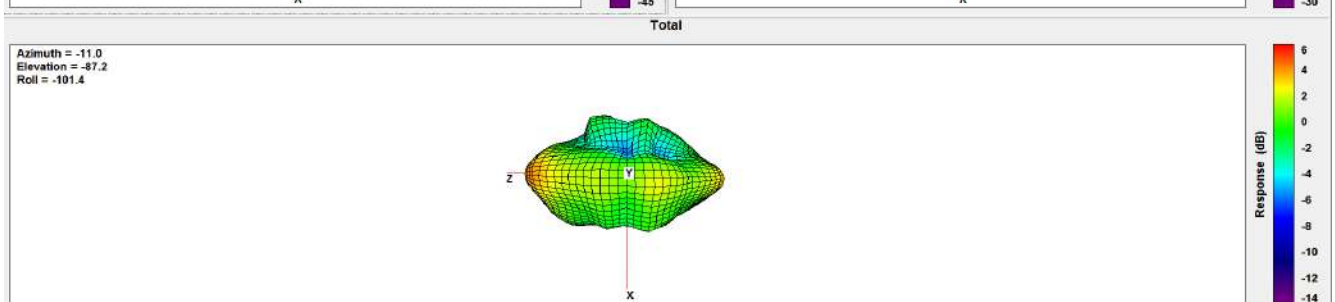 X
-45
X
-30
Total
Azimuth = -11.0
Elevation = -87.2
Roll = -101.4
Z
Y
X
6
4
2
0
-2
-4
-6
-8
-10
-12
-14
Response (dB)